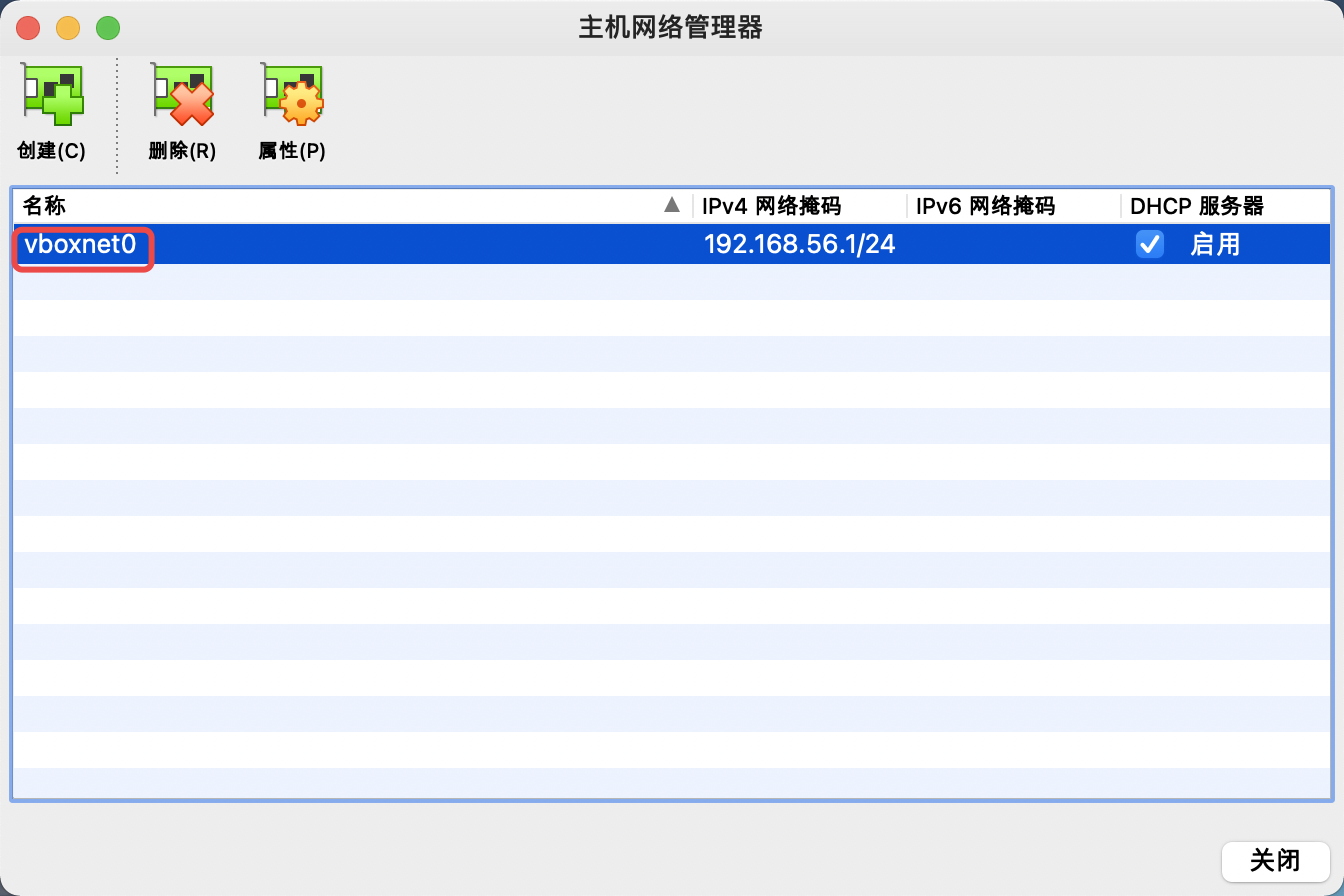 主机网络管理器
创建(C) 删除(R) 属性(P)
名称 IPv4 网络掩码 IPv6 网络掩码 DHCP 服务器
vboxnet0 192.168.56.1/24 启用
关闭